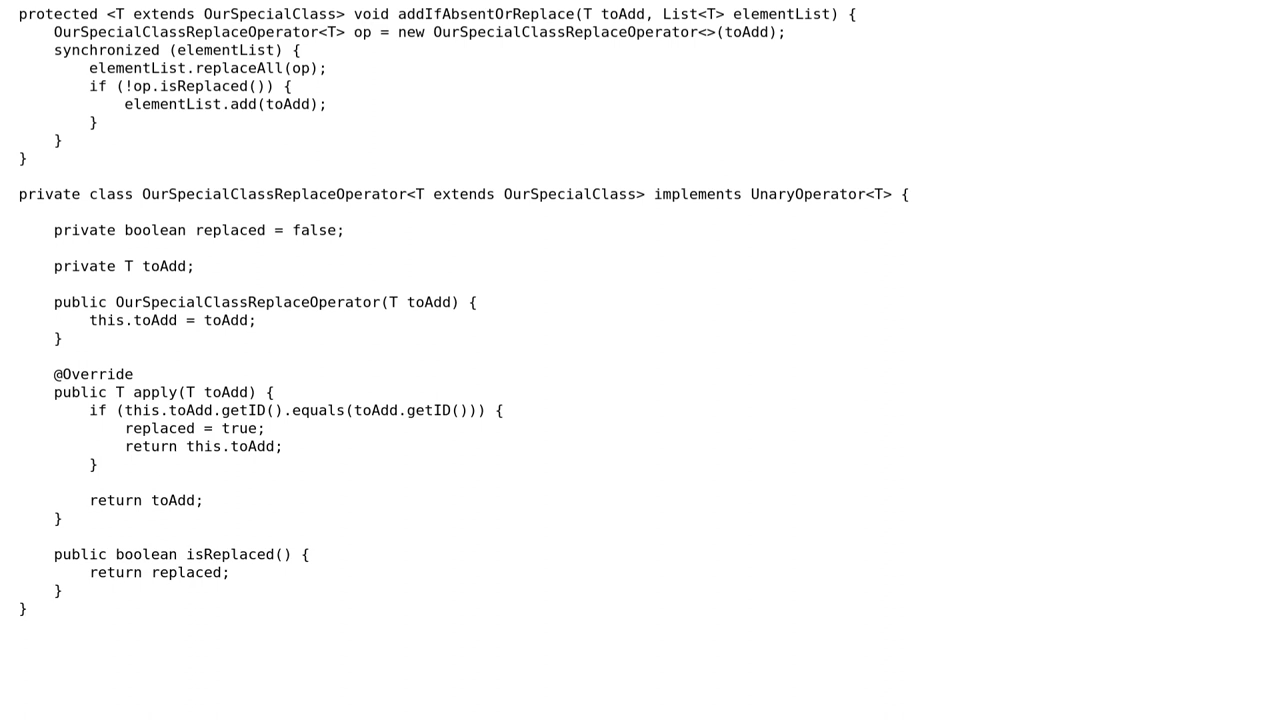 protected <T extends OurSpecialClass> void addIfAbsentOrReplace(T toAdd, List<T> elementList) {
    OurSpecialClassReplaceOperator<T> op = new OurSpecialClassReplaceOperator<>(toAdd);
    synchronized (elementList) {
        elementList.replaceAll(op);
        if (!op.isReplaced()) {
            elementList.add(toAdd);
        }
    }
}

private class OurSpecialClassReplaceOperator<T extends OurSpecialClass> implements UnaryOperator<T> {

    private boolean replaced = false;

    private T toAdd;

    public OurSpecialClassReplaceOperator(T toAdd) {
        this.toAdd = toAdd;
    }

    @Override
    public T apply(T toAdd) {
        if (this.toAdd.getID().equals(toAdd.getID())) {
            replaced = true;
            return this.toAdd;
        }

        return toAdd;
    }

    public boolean isReplaced() {
        return replaced;
    }
}